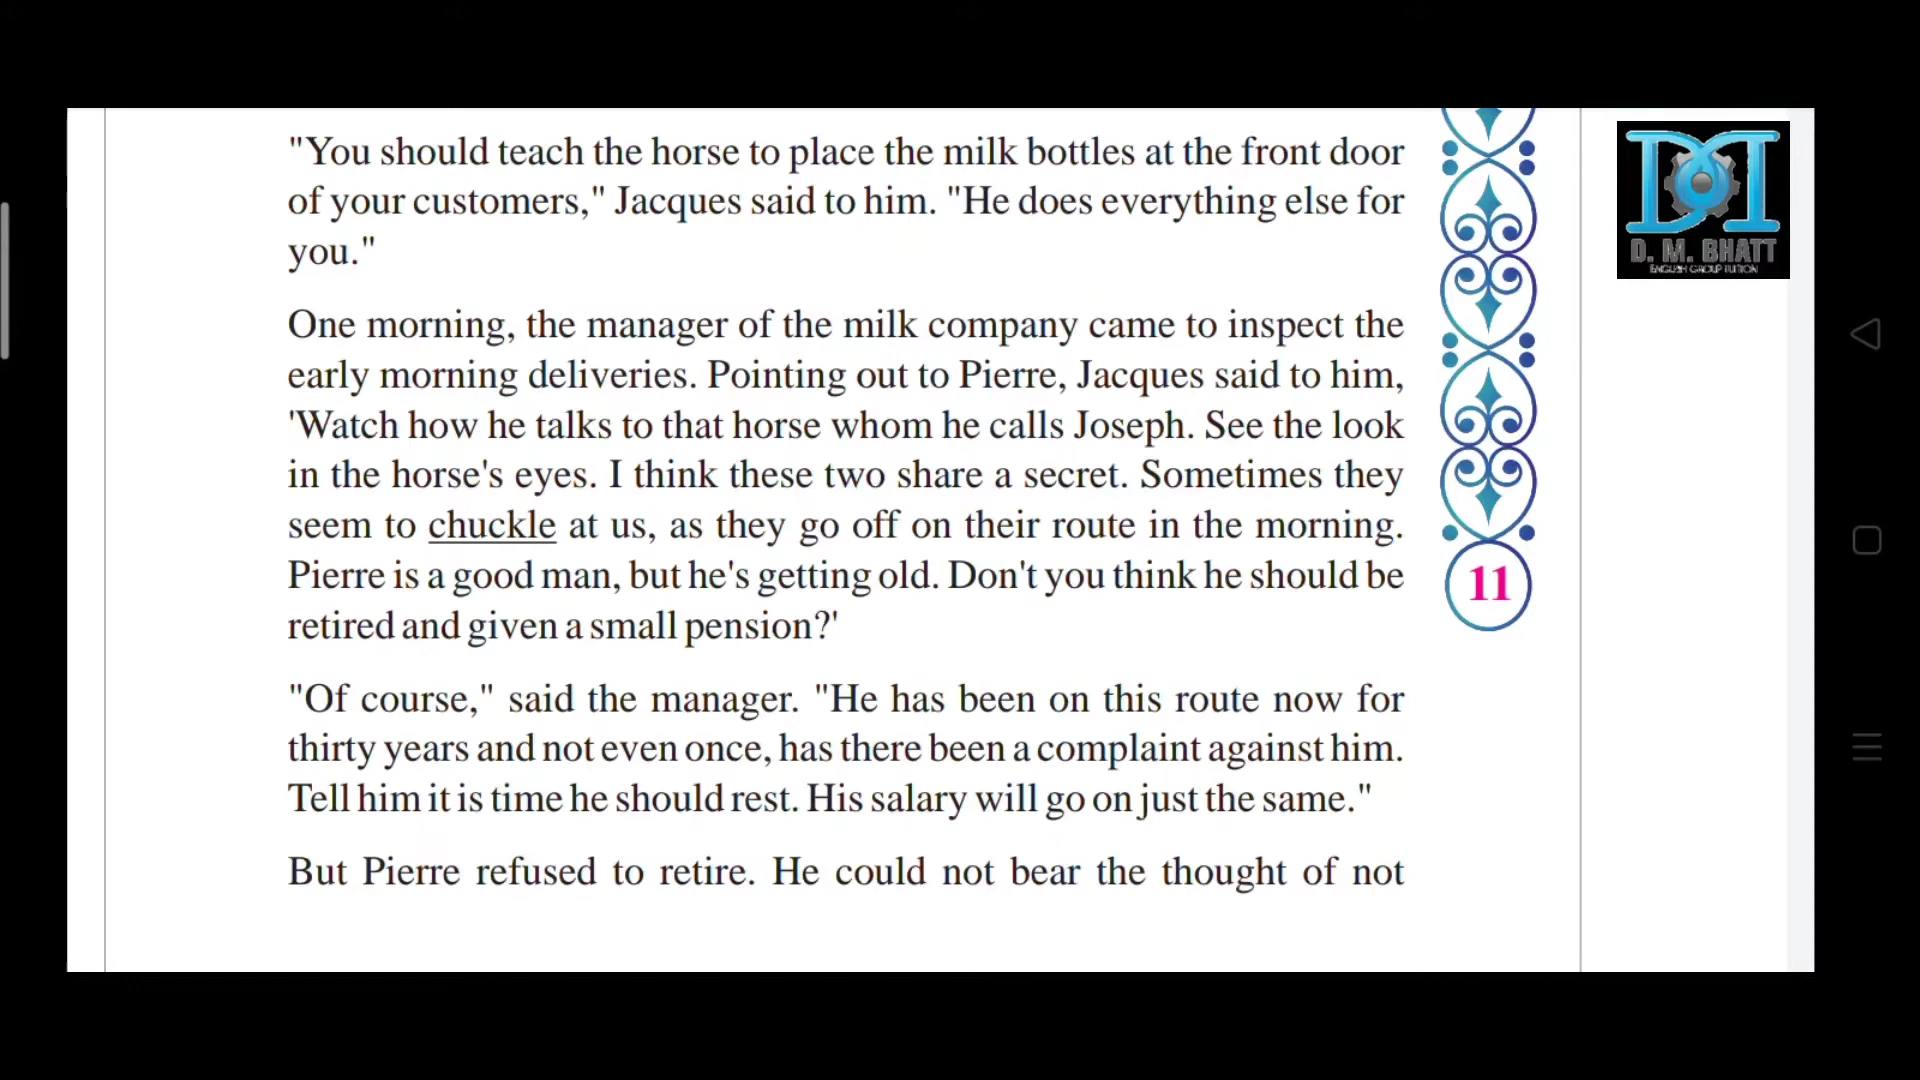 "You should teach the horse to place the milk bottles at the front door
of your customers," Jacques said to him. "He does everything else for
you."
One morning, the manager of the milk company came to inspect the
early morning deliveries. Pointing out to Pierre, Jacques said to him,
'Watch how he talks to that horse whom he calls Joseph. See the look
in the horse's eyes. I think these two share a secret. Sometimes they
seem to chuckle at us, as they go off on their route in the morning.
Pierre is a good man, but he's getting old. Don't you think he should be
retired and given a small pension?'
"Of course," said the manager. "He has been on this route now for
thirty years and not even once, has there been a complaint against him.
Tell him it is time he should rest. His salary will go on just the same."
But Pierre refused to retire. He could not bear the thought of not
11
D. M. BHATT
ENGLISH GROUP TUITION